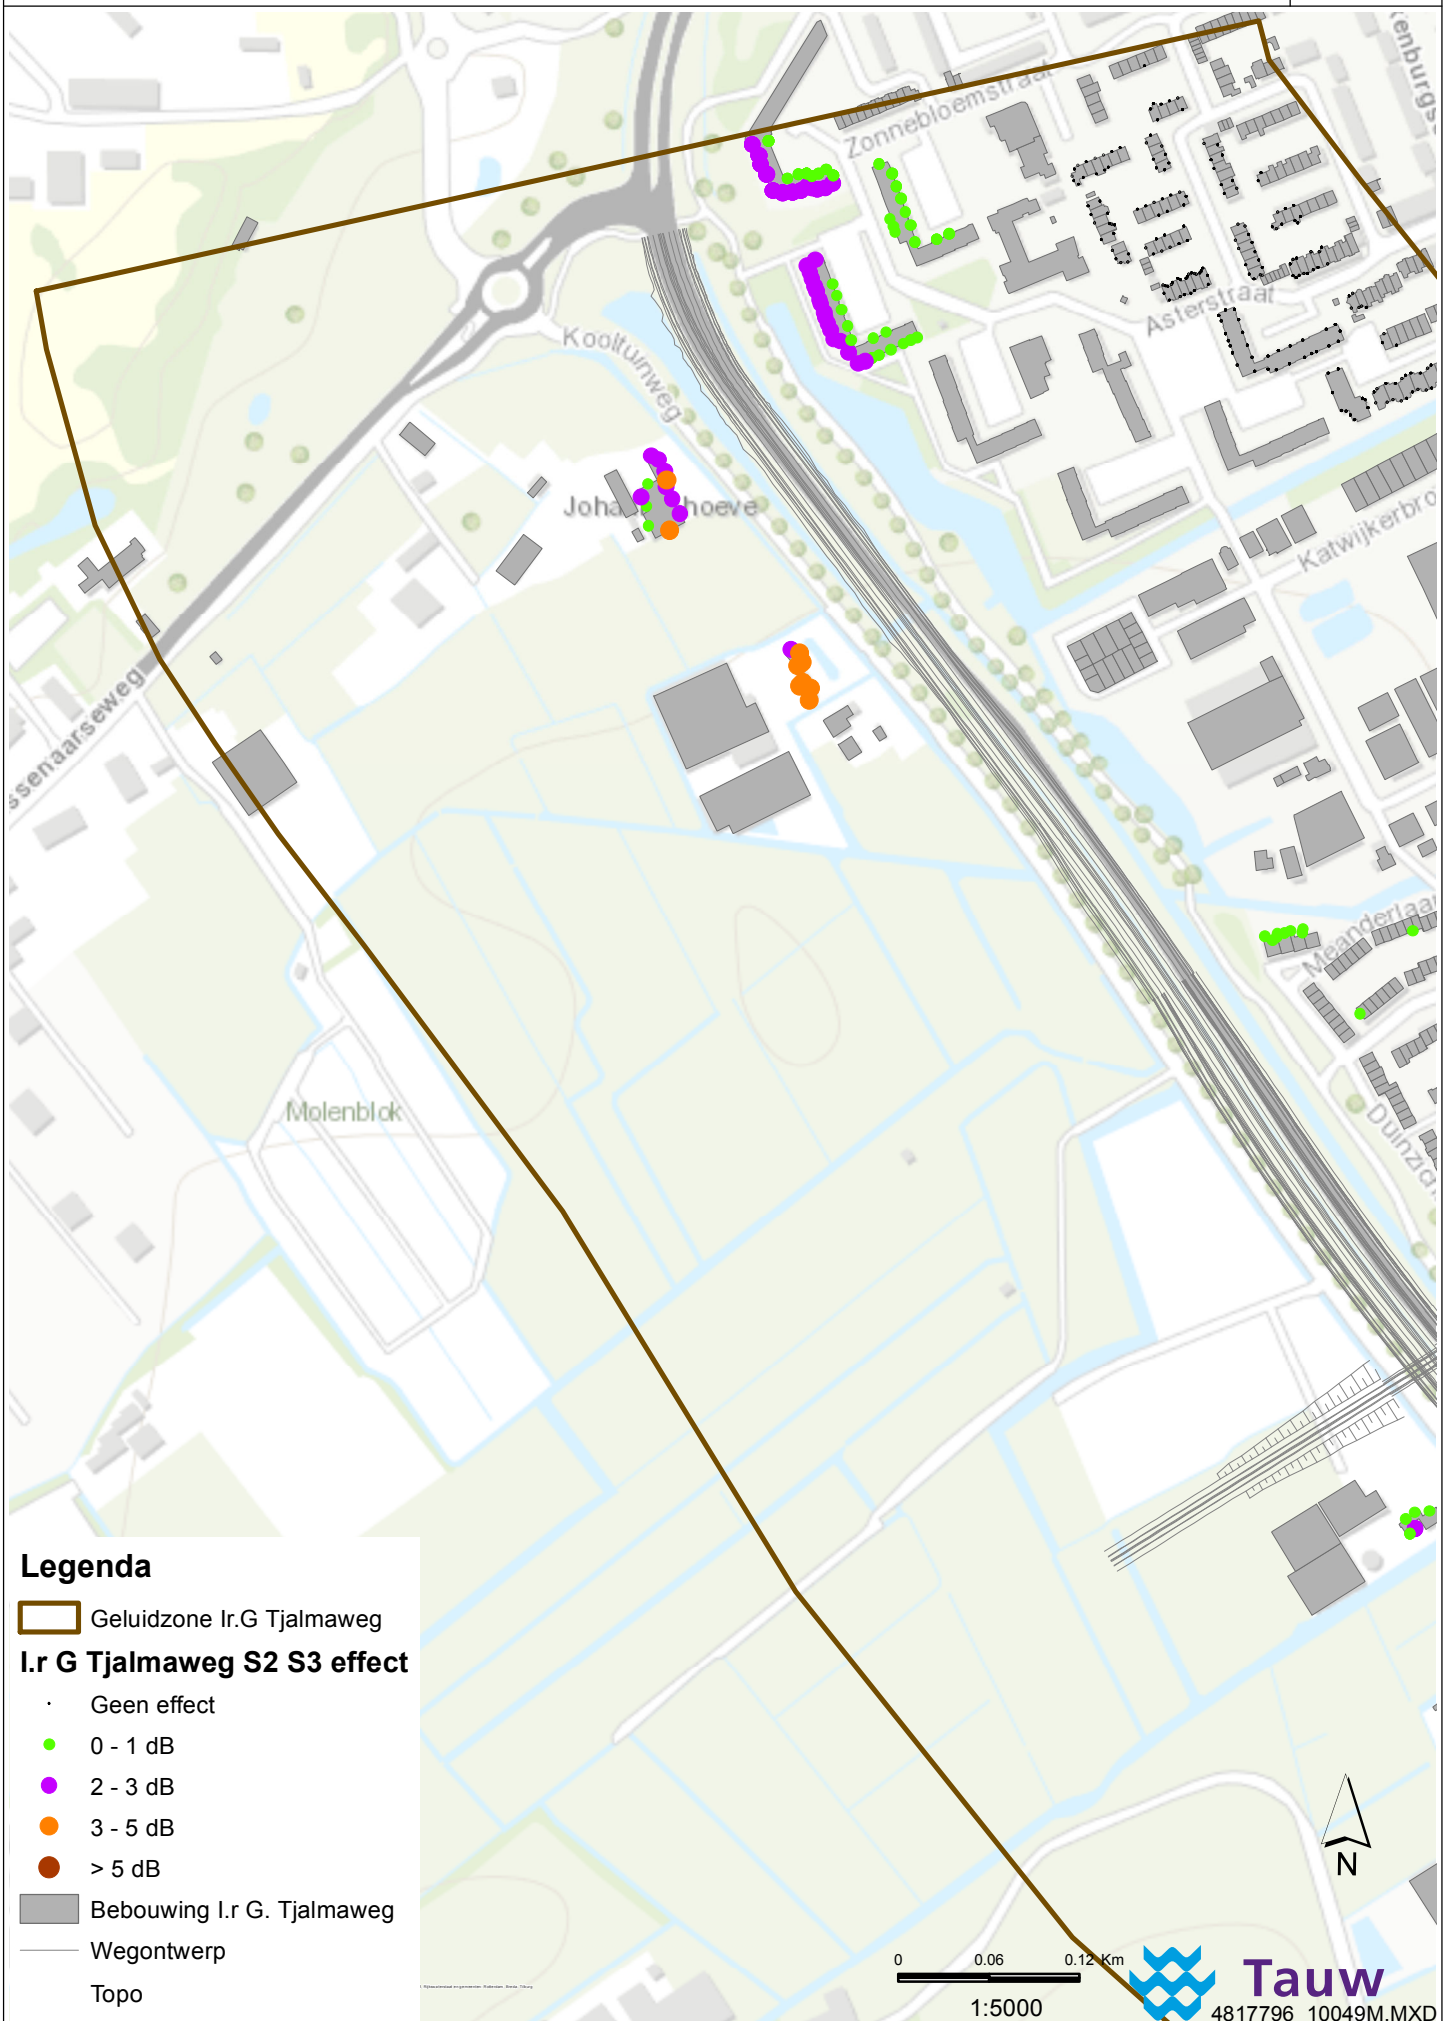 kenburgs
Zonnebloemstraat
Asterstraat
Kooltuinweg
Joha hoeve
Katwijkerbro
ssenaarseweg
Meanderlaan
Molenblok
Duinzich
Legenda
Geluidzone Ir.G Tjalmaweg
I.r G Tjalmaweg S2 S3 effect
Geen effect
0 - 1 dB
2 - 3 dB
3 - 5 dB
> 5 dB
Bebouwing I.r G. Tjalmaweg
Wegontwerp
Topo
N
0 0.06 0.12 Km
1:5000
Tauw
4817796_10049M.MXD